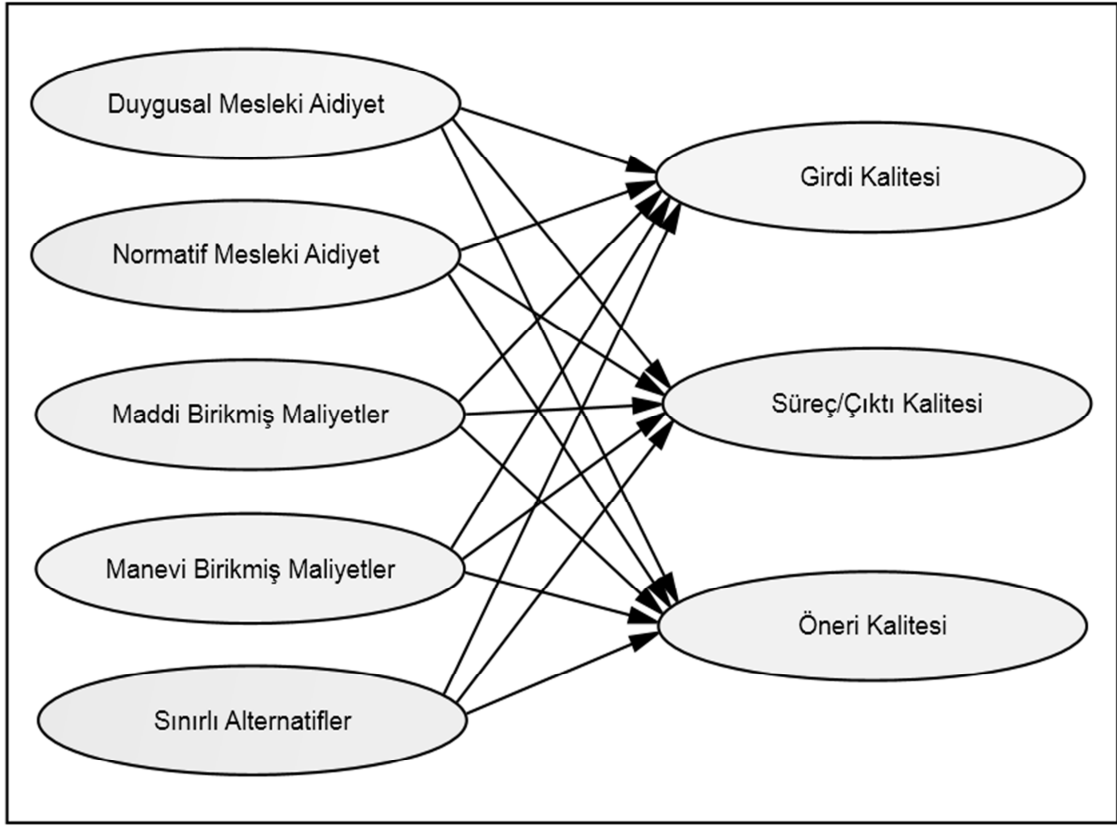 Duygusal Mesleki Aidiyet
Normatif Mesleki Aidiyet
Maddi Birikmiş Maliyetler
Manevi Birikmiş Maliyetler
Sınırlı Alternatifler
Girdi Kalitesi
Süreç/Çıktı Kalitesi
Öneri Kalitesi